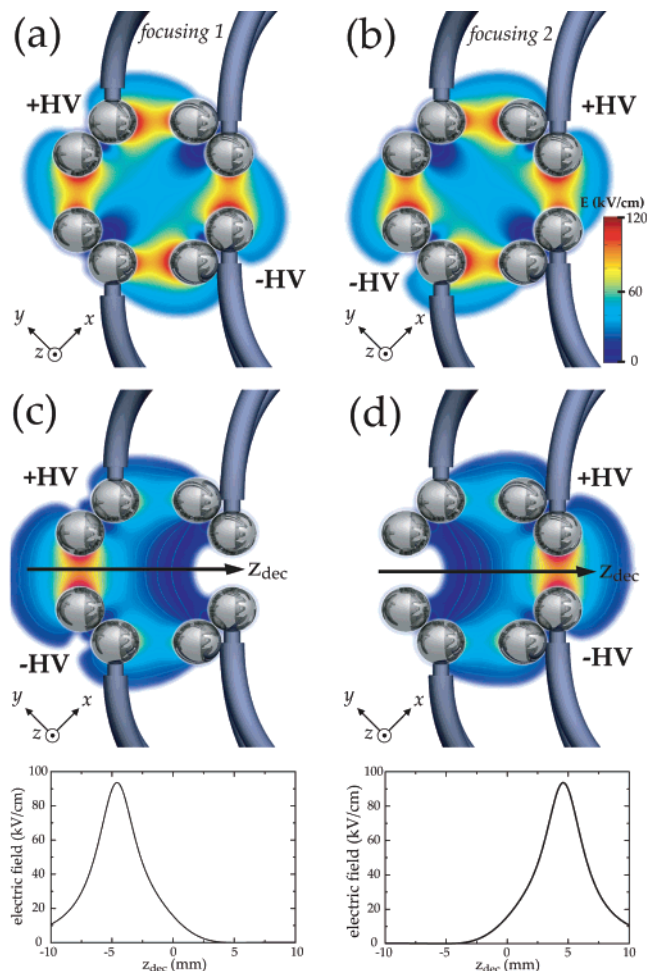 (a) focusing 1
(b) focusing 2
+HV
+HV
E (kV/cm)
120
60
0
-HV
-HV
y x
z
y x
z
(c)
(d)
+HV
+HV
z_dec
z_dec
-HV
-HV
y x
z
y x
z
100
80
60
40
20
0
electric field (kV/cm)
-10 -5 0 5 10
z_dec (mm)
100
80
60
40
20
0
electric field (kV/cm)
-10 -5 0 5 10
z_dec (mm)